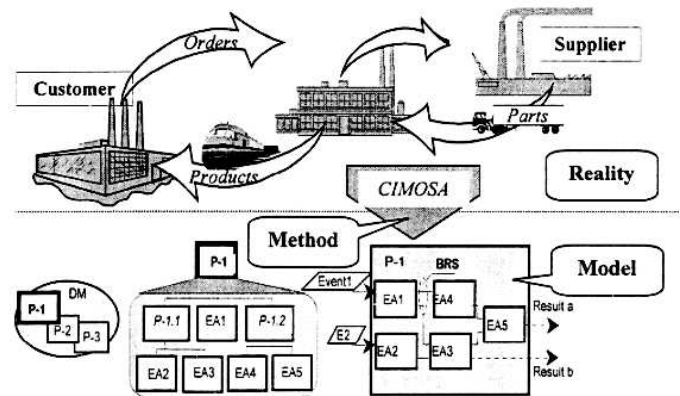 Orders
Supplier
Customer
Parts
Products
CIMOSA
Reality
Method
Model
P-1
P-1
BRS
Event1
DM
P-1
P-2
P-3
P-1.1
EA1
P-1.2
EA1
EA4
EA5
Result a
E2
EA2
EA3
EA2
EA3
EA4
EA5
Result b